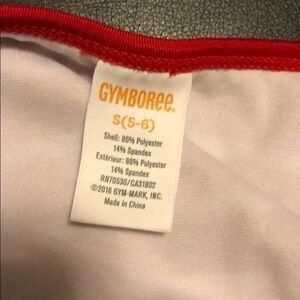 GYMBOREE®
S(5-6)
Shell: 86% Polyester
14% Spandex
Extérieur: 86% Polyester
14% Spandex
RN70530/CA31802
©2016 GYM-MARK, INC.
Made in China